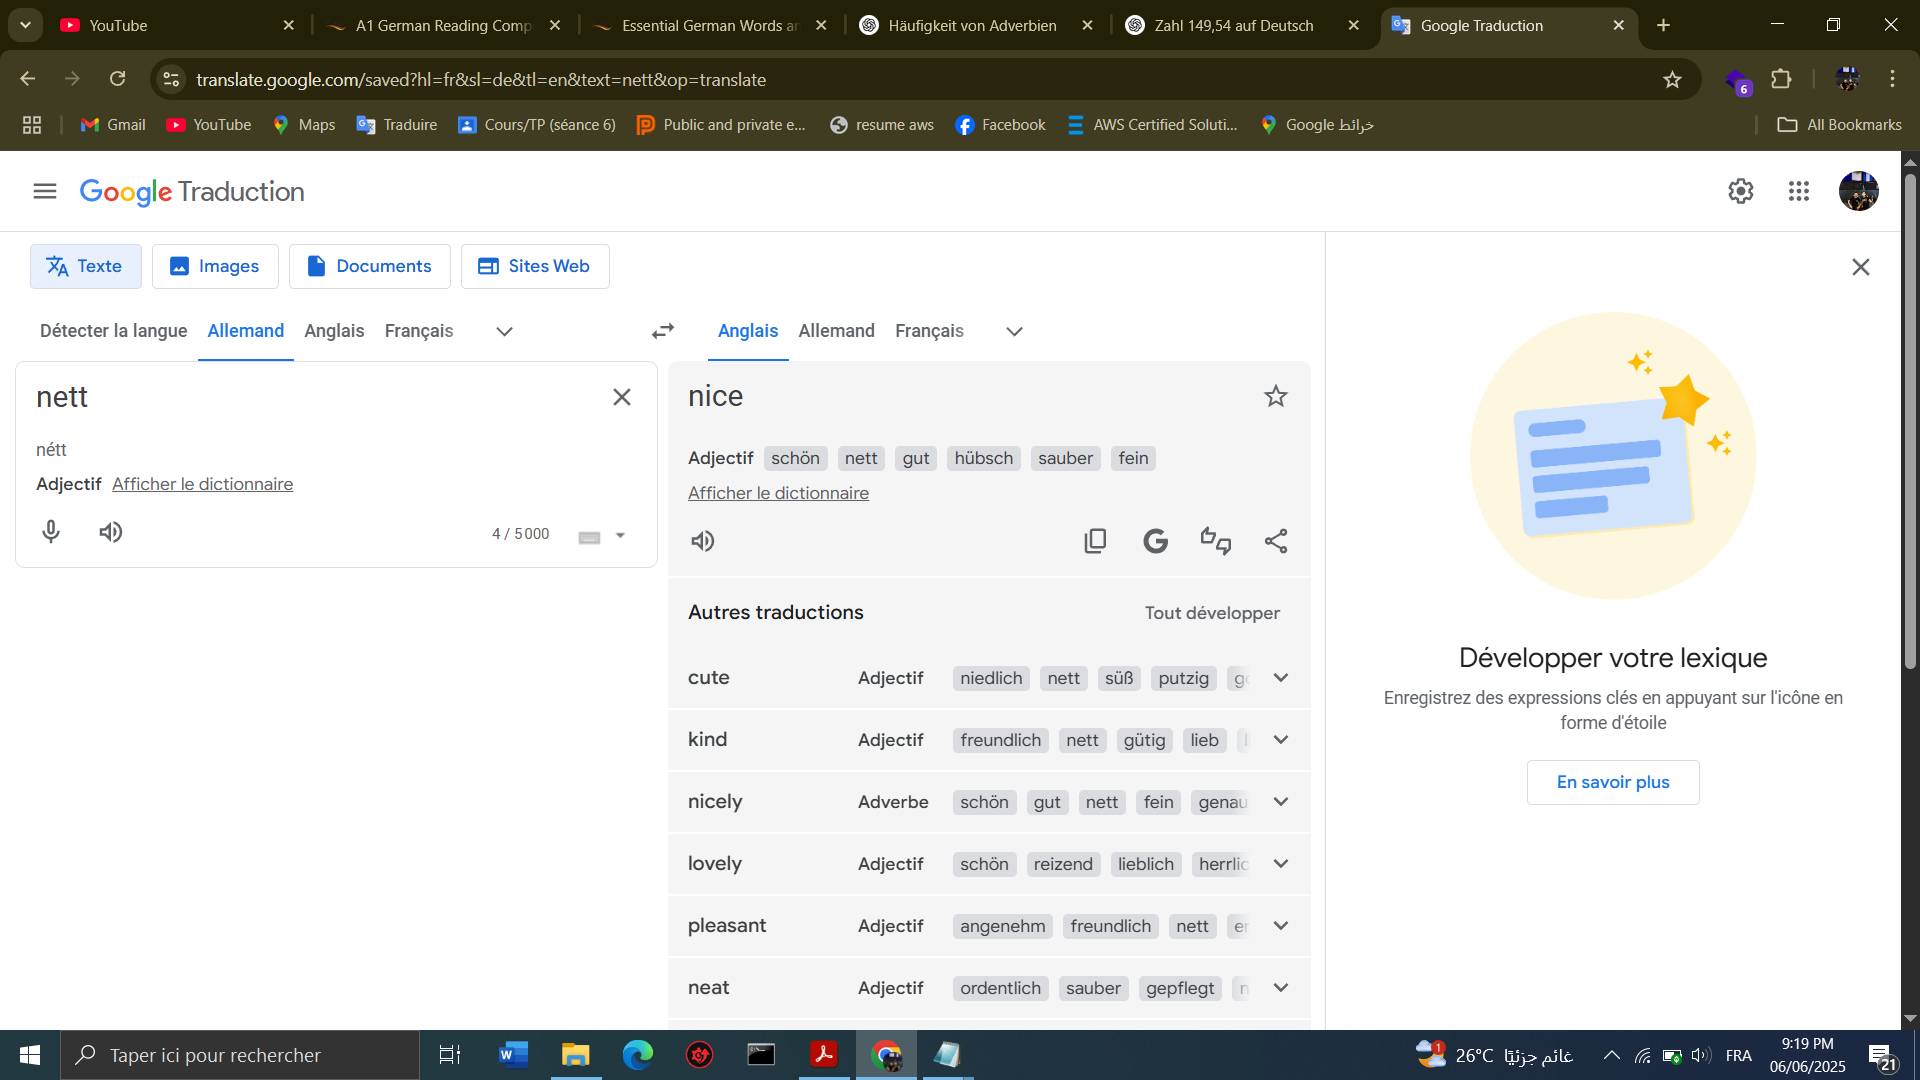 YouTube
A1 German Reading Comp
Essential German Words an
Häufigkeit von Adverbien
Zahl 149,54 auf Deutsch
Google Traduction
translate.google.com/saved?hl=fr&sl=de&tl=en&text=nett&op=translate
6
Gmail
YouTube
Maps
Traduire
Cours/TP (séance 6)
Public and private e...
resume aws
Facebook
AWS Certified Soluti...
خرائط Google
All Bookmarks
Google Traduction
Texte
Images
Documents
Sites Web
Détecter la langue
Allemand
Anglais
Français
Anglais
Allemand
Français
nett
nétt
Adjectif Afficher le dictionnaire
4 / 5 000
nice
Adjectif schön nett gut hübsch sauber fein
Afficher le dictionnaire
Autres traductions
Tout développer
cute Adjectif niedlich nett süß putzig
kind Adjectif freundlich nett gütig lieb
nicely Adverbe schön gut nett fein genau
lovely Adjectif schön reizend lieblich herrlic
pleasant Adjectif angenehm freundlich nett
neat Adjectif ordentlich sauber gepflegt
Développer votre lexique
Enregistrez des expressions clés en appuyant sur l'icône en
forme d'étoile
En savoir plus
Taper ici pour rechercher
1
26°C غائم جزئيًا
FRA
9:19 PM
06/06/2025
21